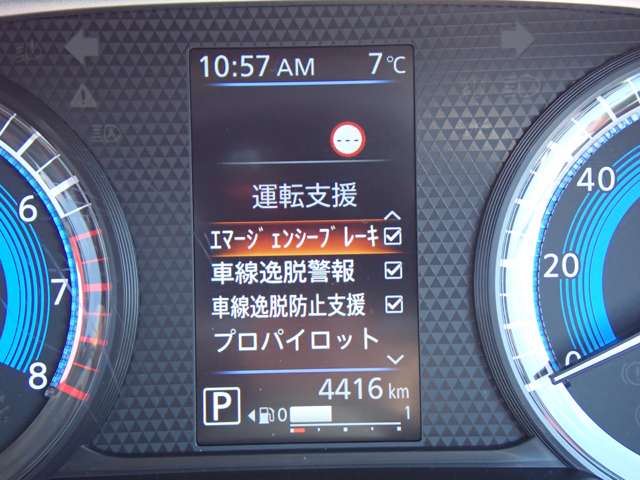 10:57 AM 7℃
---
運転支援
ｴﾏｰｼﾞｪﾝｼｰﾌﾞﾚｰｷ
車線逸脱警報
車線逸脱防止支援
プロパイロット
4416 km
P 0 1
6
7
8
40
20
0